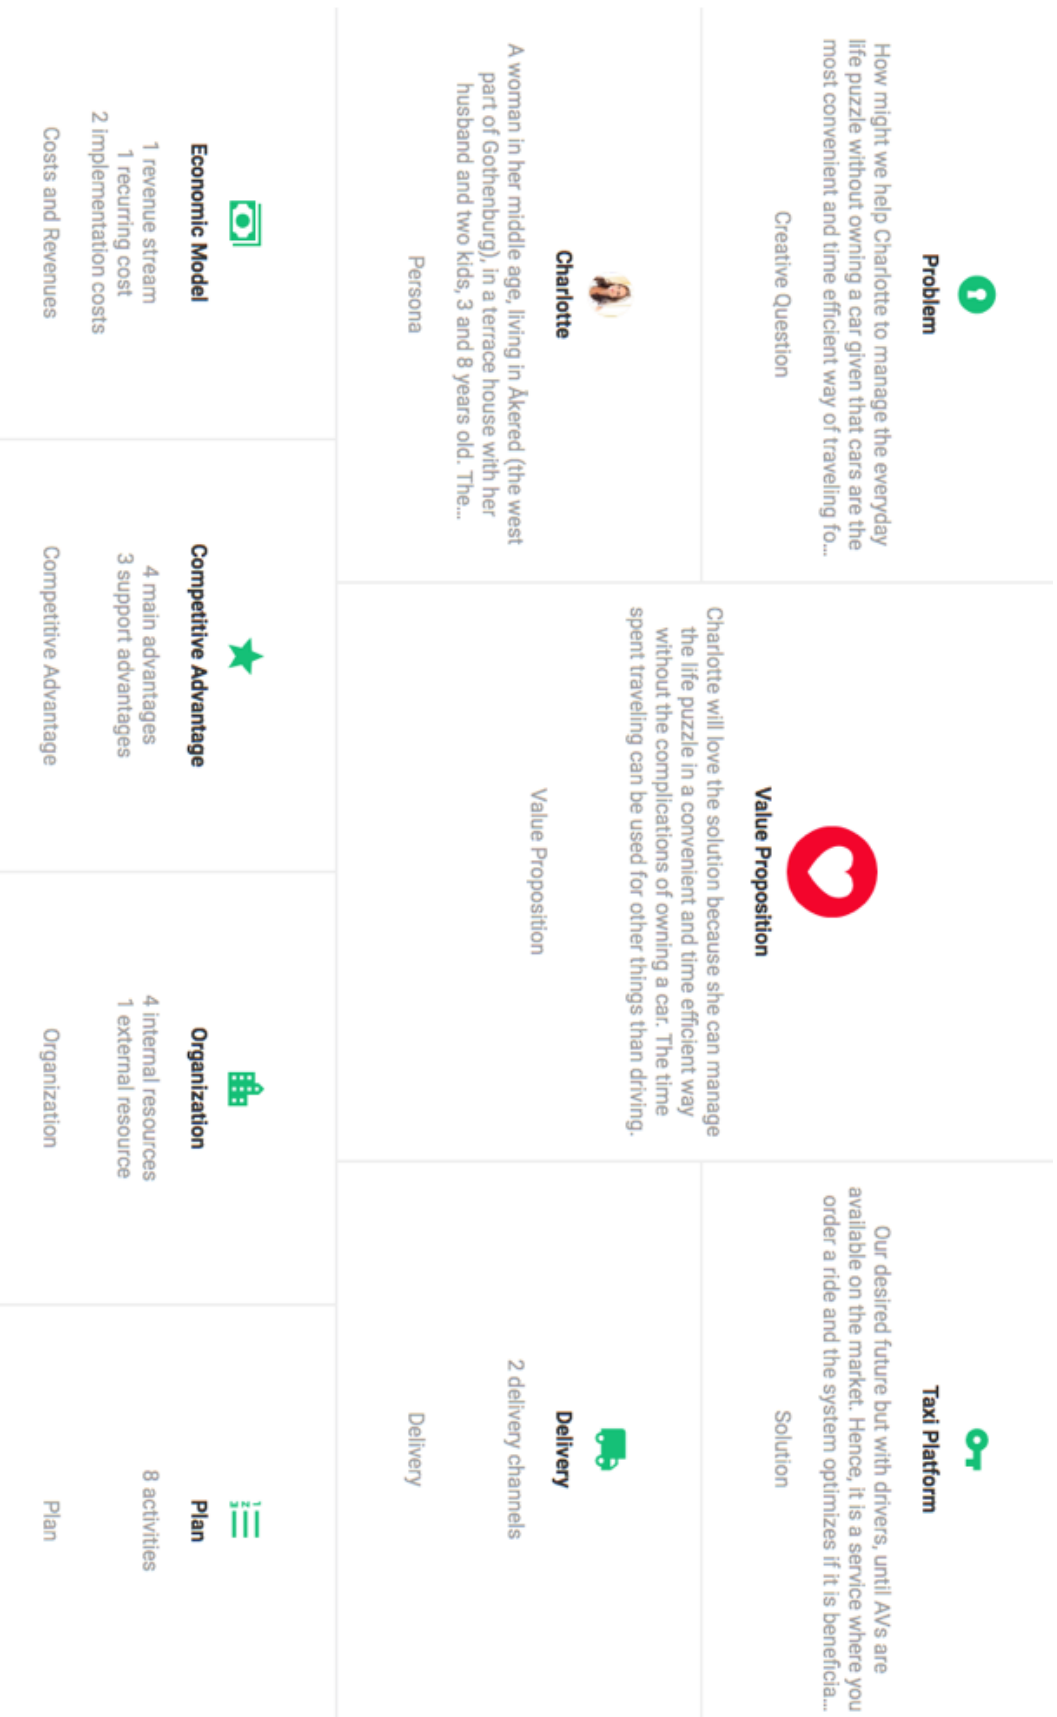 Problem
How might we help Charlotte to manage the everyday
life puzzle without owning a car given that cars are the
most convenient and time efficient way of traveling fo...
Creative Question
Charlotte
A woman in her middle age, living in Åkered (the west
part of Gothenburg), in a terrace house with her
husband and two kids, 3 and 8 years old. The...
Persona
Value Proposition
Charlotte will love the solution because she can manage
the life puzzle in a convenient and time efficient way
without the complications of owning a car. The time
spent traveling can be used for other things than driving.
Value Proposition
Taxi Platform
Our desired future but with drivers, until AVs are
available on the market. Hence, it is a service where you
order a ride and the system optimizes if it is beneficia...
Solution
Delivery
2 delivery channels
Delivery
Economic Model
1 revenue stream
1 recurring cost
2 implementation costs
Costs and Revenues
Competitive Advantage
4 main advantages
3 support advantages
Competitive Advantage
Organization
4 internal resources
1 external resource
Organization
1
2
3
Plan
8 activities
Plan